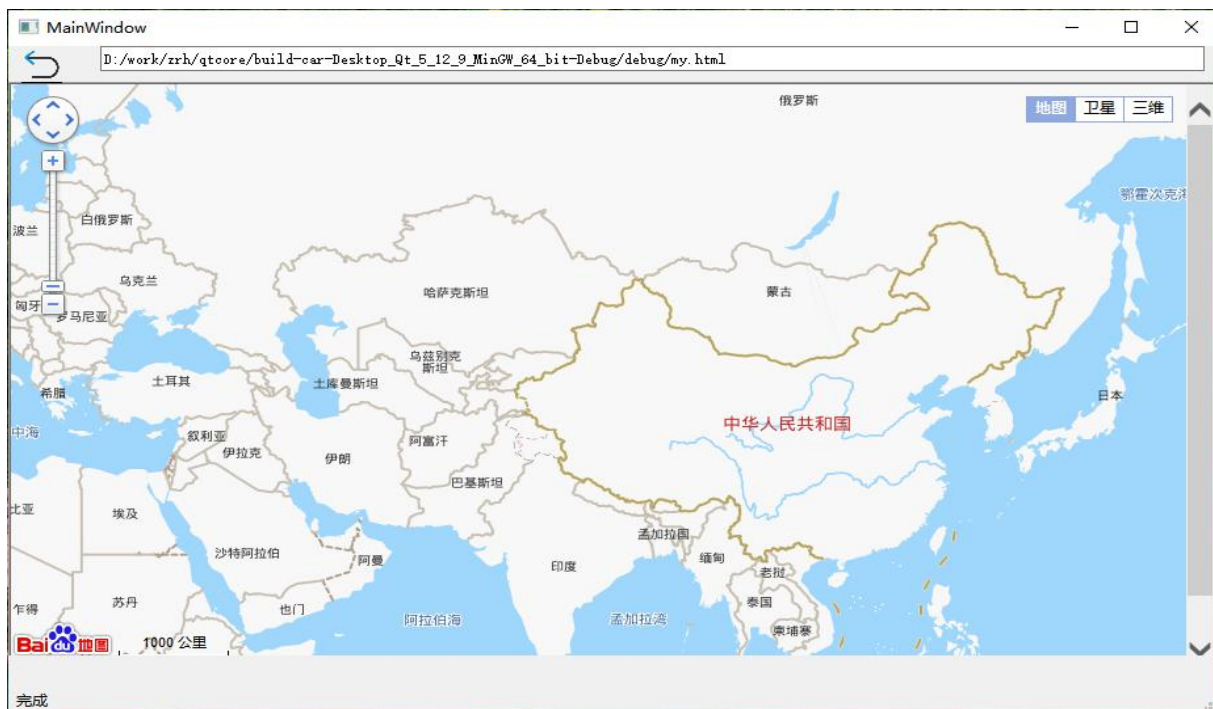 MainWindow
D:/work/zrh/qtcore/build-car-Desktop_Qt_5_12_9_MinGW_64_bit-Debug/debug/my.html
俄罗斯
地图 卫星 三维
鄂霍次克海
白俄罗斯
波兰
乌克兰
哈萨克斯坦
蒙古
匈牙
罗马尼亚
乌兹别克
斯坦
土耳其
土库曼斯坦
希腊
日本
中华人民共和国
中海
叙利亚
伊拉克
伊朗
阿富汗
巴基斯坦
比亚
埃及
孟加拉国
沙特阿拉伯
阿曼
印度
缅甸
老挝
乍得
苏丹
也门
阿拉伯海
孟加拉湾
泰国
柬埔寨
Bai du 地图
1000 公里
完成